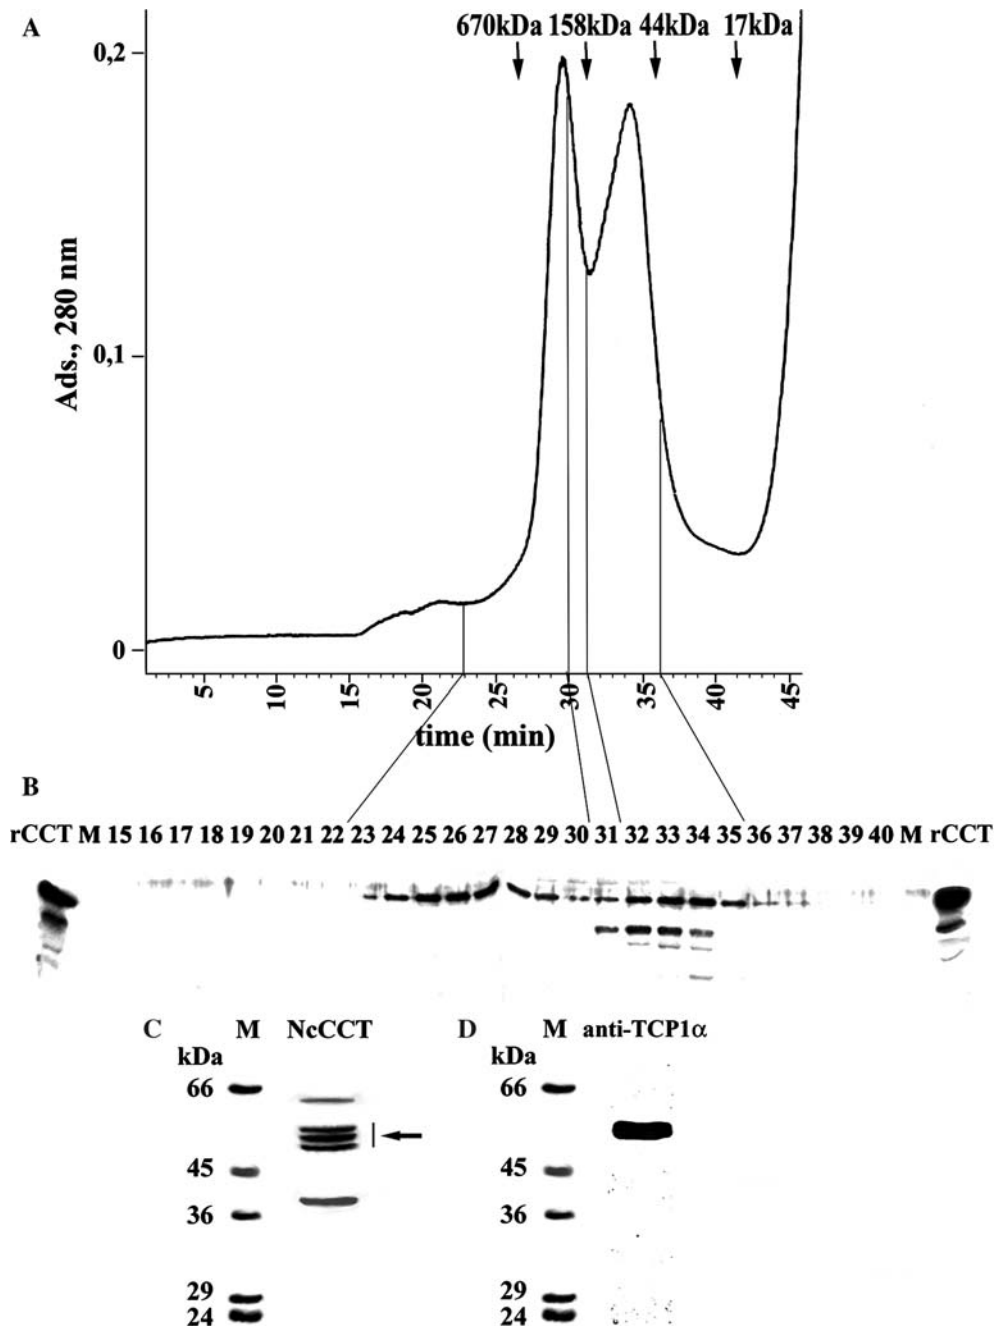 A
670kDa 158kDa 44kDa 17kDa
0,2
0,1
0
Ads., 280 nm
5 10 15 20 25 30 35 40 45
time (min)
B
rCCT M 15 16 17 18 19 20 21 22 23 24 25 26 27 28 29 30 31 32 33 34 35 36 37 38 39 40 M rCCT
C M NcCCT
kDa
66
45
36
29
24
D M anti-TCP1α
kDa
66
45
36
29
24